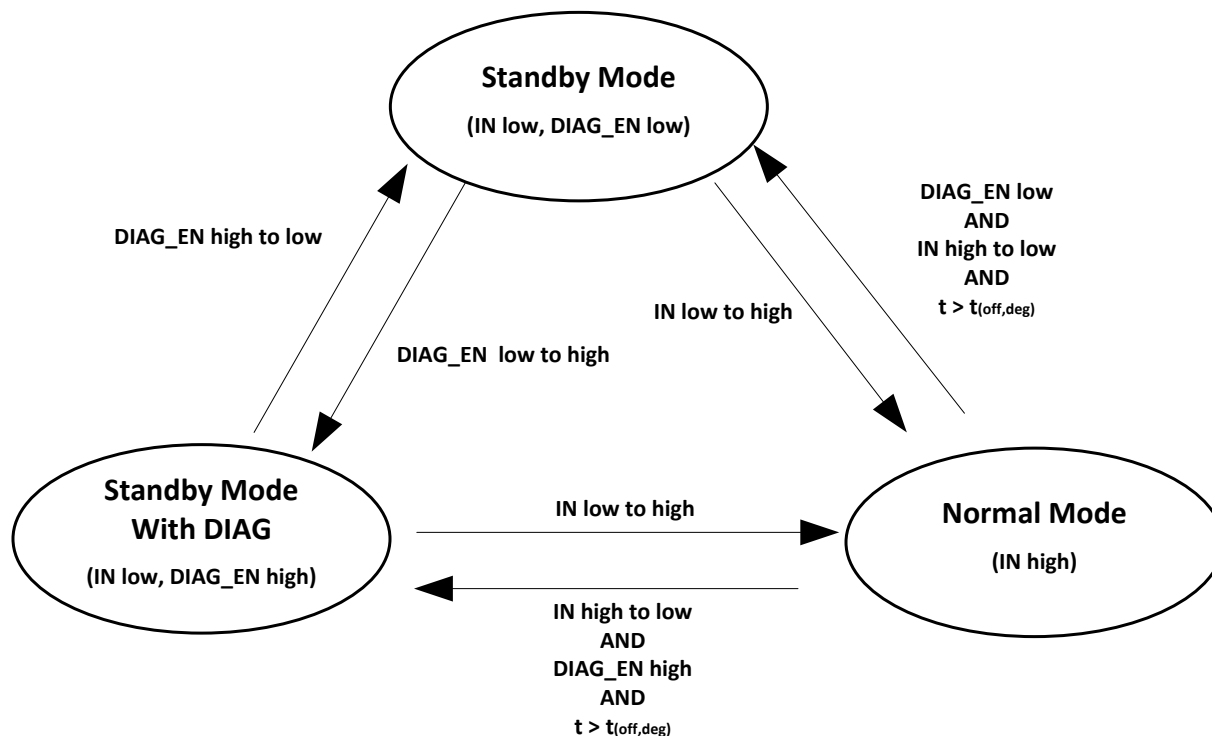 Standby Mode
(IN low, DIAG_EN low)
DIAG_EN high to low
DIAG_EN low to high
IN low to high
DIAG_EN low
AND
IN high to low
AND
t > t(off,deg)
Standby Mode
With DIAG
(IN low, DIAG_EN high)
IN low to high
IN high to low
AND
DIAG_EN high
AND
t > t(off,deg)
Normal Mode
(IN high)